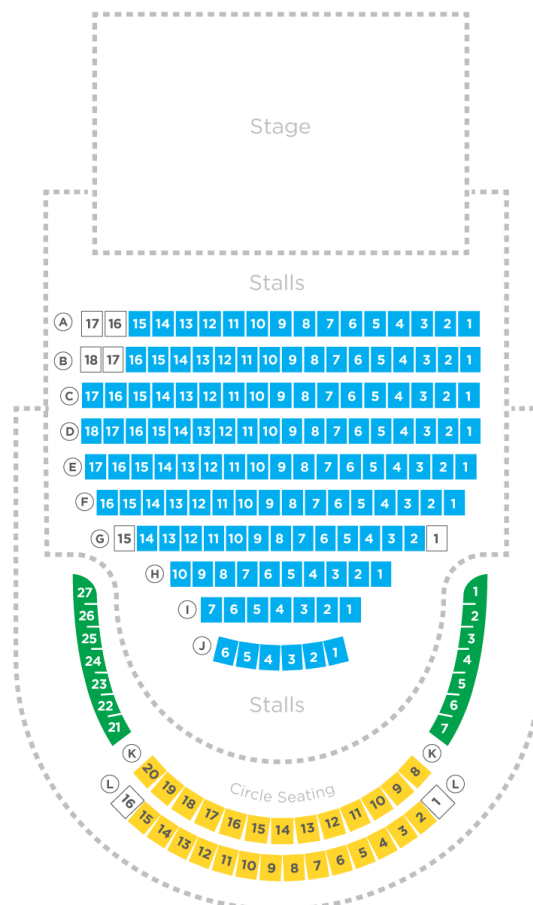 Stage
Stalls
A 17 16 15 14 13 12 11 10 9 8 7 6 5 4 3 2 1
B 18 17 16 15 14 13 12 11 10 9 8 7 6 5 4 3 2 1
C 17 16 15 14 13 12 11 10 9 8 7 6 5 4 3 2 1
D 18 17 16 15 14 13 12 11 10 9 8 7 6 5 4 3 2 1
E 17 16 15 14 13 12 11 10 9 8 7 6 5 4 3 2 1
F 16 15 14 13 12 11 10 9 8 7 6 5 4 3 2 1
G 15 14 13 12 11 10 9 8 7 6 5 4 3 2 1
H 10 9 8 7 6 5 4 3 2 1
I 7 6 5 4 3 2 1
J 6 5 4 3 2 1
27 1
26 2
25 3
24 4
23 5
22 6
21 7
Stalls
K K
20 19 18 17 16 15 14 13 12 11 10 9 8
Circle Seating
L L
16 15 14 13 12 11 10 9 8 7 6 5 4 3 2 1